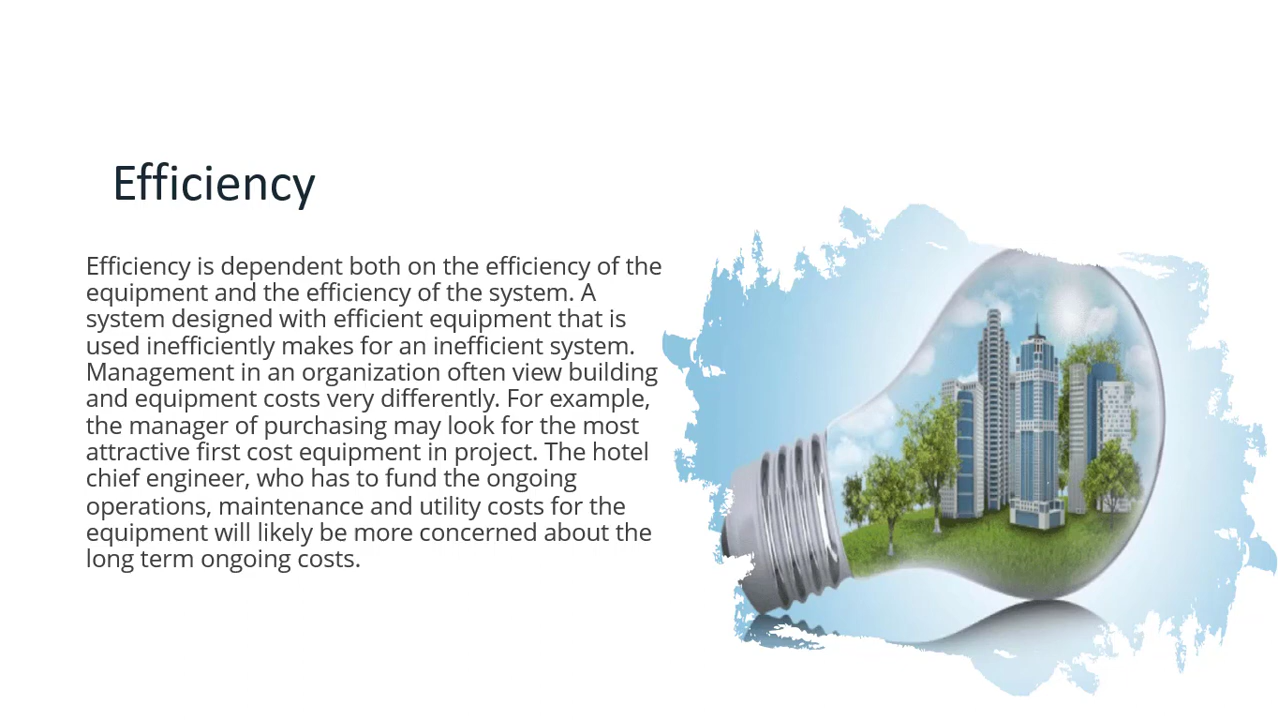 Efficiency
Efficiency is dependent both on the efficiency of the
equipment and the efficiency of the system. A
system designed with efficient equipment that is
used inefficiently makes for an inefficient system.
Management in an organization often view building
and equipment costs very differently. For example,
the manager of purchasing may look for the most
attractive first cost equipment in project. The hotel
chief engineer, who has to fund the ongoing
operations, maintenance and utility costs for the
equipment will likely be more concerned about the
long term ongoing costs.